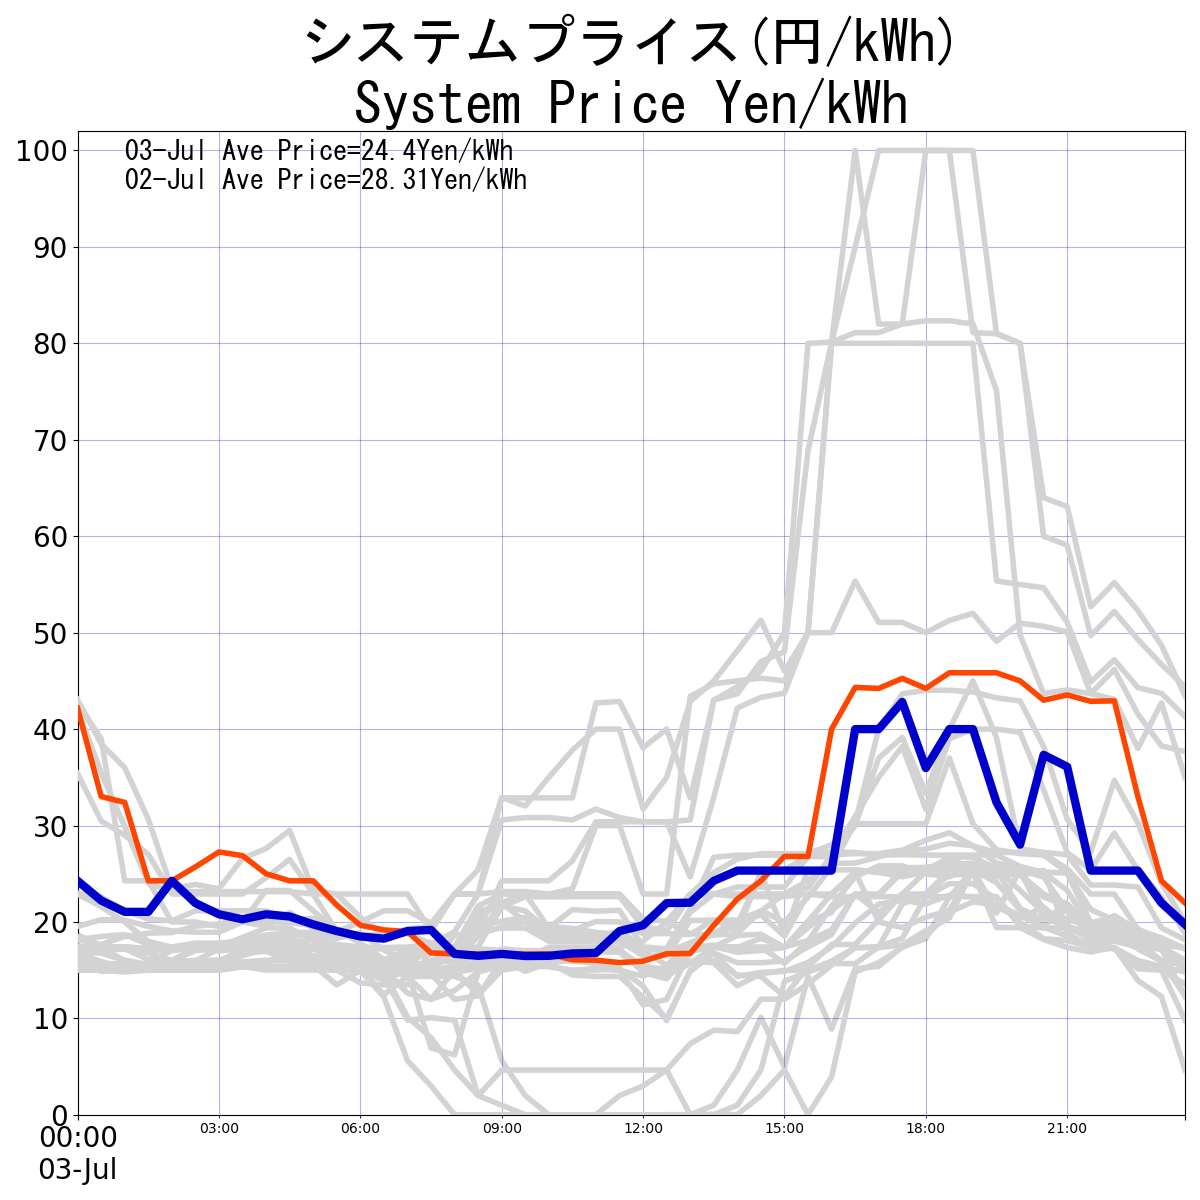 システムプライス(円/kWh)
System Price Yen/kWh
03-Jul Ave Price=24.4Yen/kWh
02-Jul Ave Price=28.31Yen/kWh
100
90
80
70
60
50
40
30
20
10
0
00:00 03:00 06:00 09:00 12:00 15:00 18:00 21:00
03-Jul